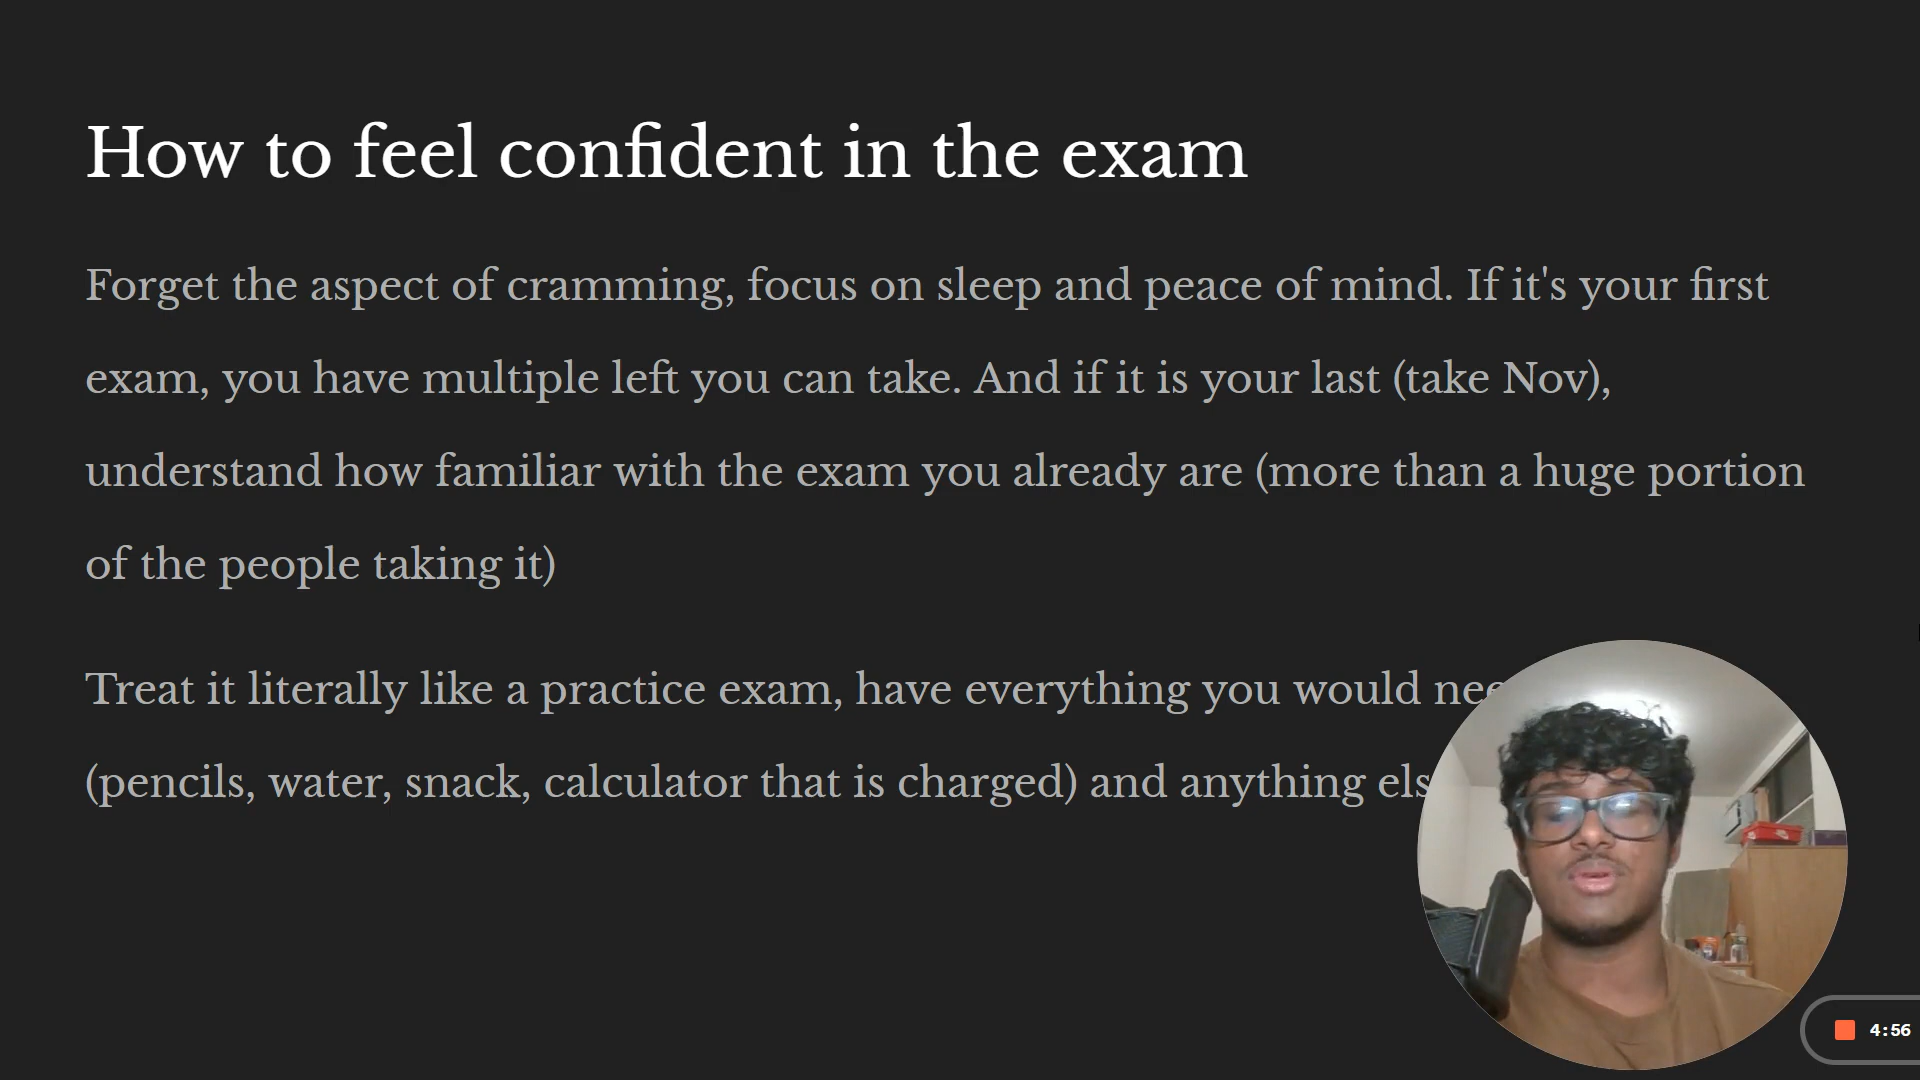 How to feel confident in the exam
Forget the aspect of cramming, focus on sleep and peace of mind. If it's your first
exam, you have multiple left you can take. And if it is your last (take Nov),
understand how familiar with the exam you already are (more than a huge portion
of the people taking it)
Treat it literally like a practice exam, have everything you would
(pencils, water, snack, calculator that is charged) and anything
4:56